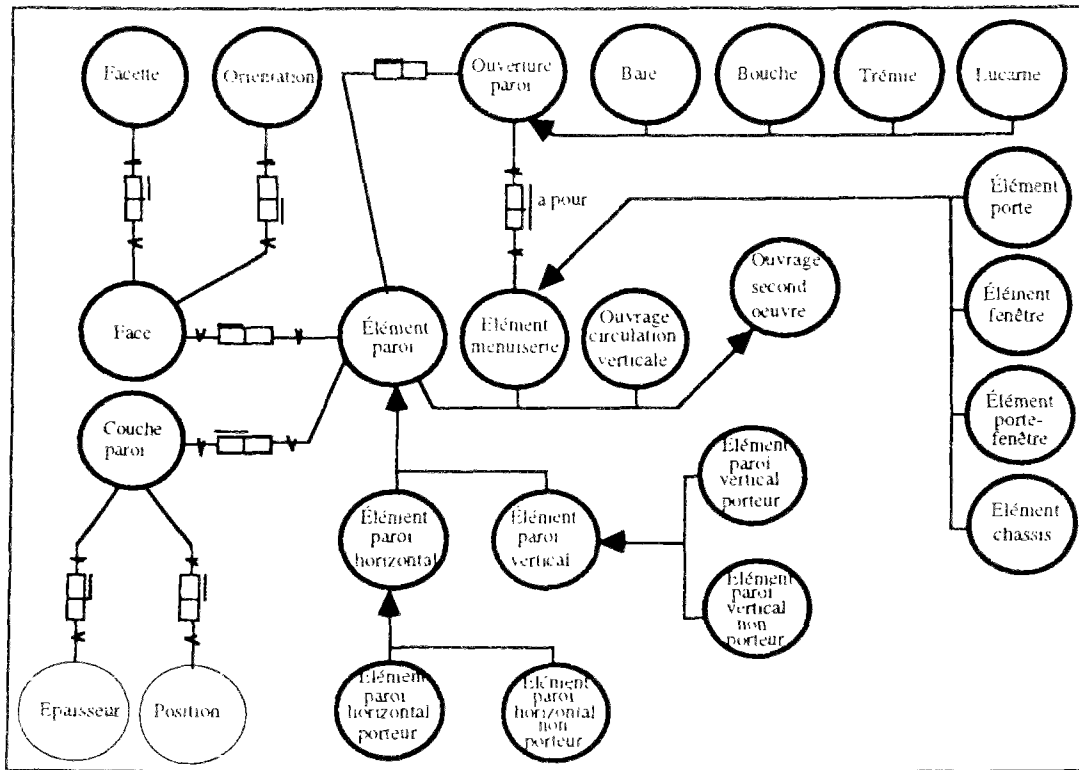 Facette
Orientation
Ouverture
paroi
Baie
Bouche
Trémie
Lucarne
a pour
Élément
porte
Ouvrage
second
oeuvre
Élément
fenêtre
Face
Élément
paroi
Elément
menuiserie
Ouvrage
circulation
verticale
Couche
paroi
Élément
porte-
fenêtre
Elément
paroi
vertical
porteur
Élément
paroi
horizontal
Élément
paroi
vertical
Elément
chassis
Elément
paroi
vertical
non
porteur
Epaisseur
Position
Elément
paroi
horizontal
porteur
Elément
paroi
horizontal
non
porteur